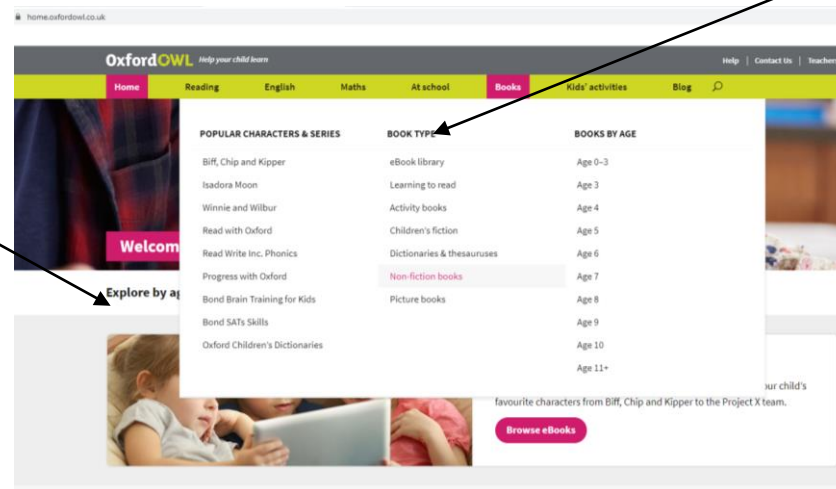 home.oxfordowl.co.uk
OxfordOWL Help your child learn
Help | Contact Us | Teachers
Home Reading English Maths At school Books Kids' activities Blog
POPULAR CHARACTERS & SERIES
Biff, Chip and Kipper
Isadora Moon
Winnie and Wilbur
Read with Oxford
Read Write Inc. Phonics
Progress with Oxford
Bond Brain Training for Kids
Bond SATs Skills
Oxford Children's Dictionaries
BOOK TYPE
eBook library
Learning to read
Activity books
Children's fiction
Dictionaries & thesauruses
Non-fiction books
Picture books
BOOKS BY AGE
Age 0–3
Age 3
Age 4
Age 5
Age 6
Age 7
Age 8
Age 9
Age 10
Age 11+
Welcom
Explore by ag
our child's
favourite characters from Biff, Chip and Kipper to the Project X team.
Browse eBooks